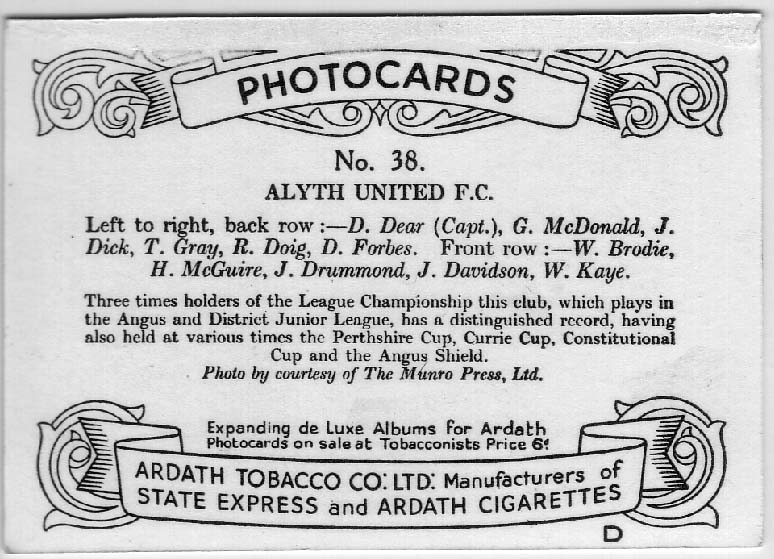 PHOTOCARDS
No. 38.
ALYTH UNITED F.C.
Left to right, back row :—D. Dear (Capt.), G. McDonald, J.
Dick, T. Gray, R. Doig, D. Forbes. Front row :—W. Brodie,
H. McGuire, J. Drummond, J. Davidson, W. Kaye.
Three times holders of the League Championship this club, which plays in
the Angus and District Junior League, has a distinguished record, having
also held at various times the Perthshire Cup, Currie Cup, Constitutional
Cup and the Angus Shield.
Photo by courtesy of The Munro Press, Ltd.
Expanding de Luxe Albums for Ardath
Photocards on sale at Tobacconists Price 6d
ARDATH TOBACCO CO: LTD: Manufacturers of
STATE EXPRESS and ARDATH CIGARETTES
D